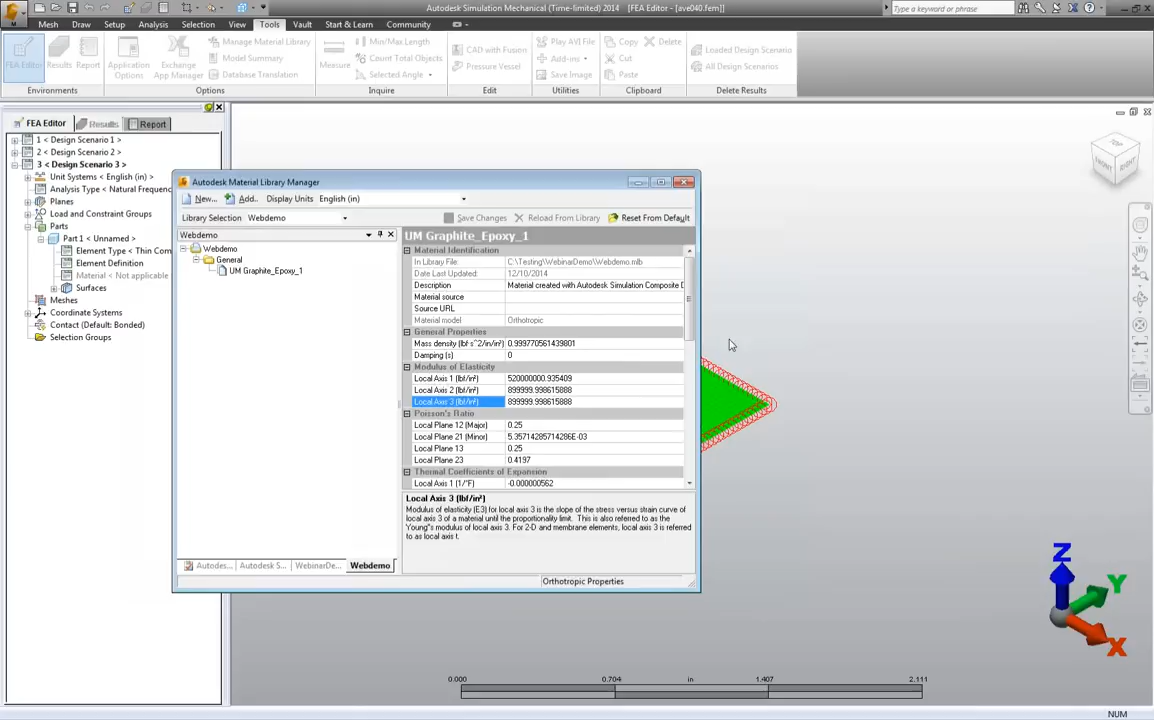 Autodesk Simulation Mechanical (Time-limited) 2014 [FEA Editor - [ave040.fem]]
Type a keyword or phrase
Mesh Draw Setup Analysis Selection View Tools Vault Start & Learn Community
FEA Editor
Results
Report
Environments
Application Options
Exchange App Manager
Manage Material Library
Model Summary
Database Translation
Options
Measure
Min/Max Length
Count Total Objects
Selected Angle
Inquire
CAD with Fusion
Pressure Vessel
Edit
Play AVI File
Add-ins
Save Image
Utilities
Copy Delete
Cut
Paste
Clipboard
Loaded Design Scenario
All Design Scenarios
Delete Results
FEA Editor Results Report
1 < Design Scenario 1 >
2 < Design Scenario 2 >
3 < Design Scenario 3 >
Unit Systems < English (in) >
Analysis Type < Natural Frequenc
Planes
Load and Constraint Groups
Parts
Part 1 < Unnamed >
Element Type < Thin Com
Element Definition
Material < Not applicable
Surfaces
Meshes
Coordinate Systems
Contact (Default: Bonded)
Selection Groups
Autodesk Material Library Manager
New... Add.. Display Units English (in)
Library Selection Webdemo Save Changes Reload From Library Reset From Default
Webdemo
Webdemo
General
UM Graphite_Epoxy_1
Autodes... Autodesk S... WebinarDe... Webdemo
UM Graphite_Epoxy_1
Material Identification
In Library File: C:\Testing\WebinarDemo\Webdemo.mlb
Date Last Updated: 12/10/2014
Description Material created with Autodesk Simulation Composite D
Material source
Source URL
Material model Orthotropic
General Properties
Mass density (lbf·s^2/in/in³) 0.999770561439801
Damping (s) 0
Modulus of Elasticity
Local Axis 1 (lbf/in²) 520000000.935409
Local Axis 2 (lbf/in²) 899999.998615888
Local Axis 3 (lbf/in²) 899999.998615888
Poisson's Ratio
Local Plane 12 (Major) 0.25
Local Plane 21 (Minor) 5.35714285714286E-03
Local Plane 13 0.25
Local Plane 23 0.4197
Thermal Coefficients of Expansion
Local Axis 1 (1/°F) -0.000000562
Local Axis 3 (lbf/in²)
Modulus of elasticity (E3) for local axis 3 is the slope of the stress versus strain curve of
local axis 3 of a material until the proportionality limit. This is also referred to as the
Young"s modulus of local axis 3. For 2-D and membrane elements, local axis 3 is referred
to as local axis t.
Orthotropic Properties
TOP
FRONT RIGHT
Z
Y
X
0.000 0.704 in 1.407 2.111
NUM